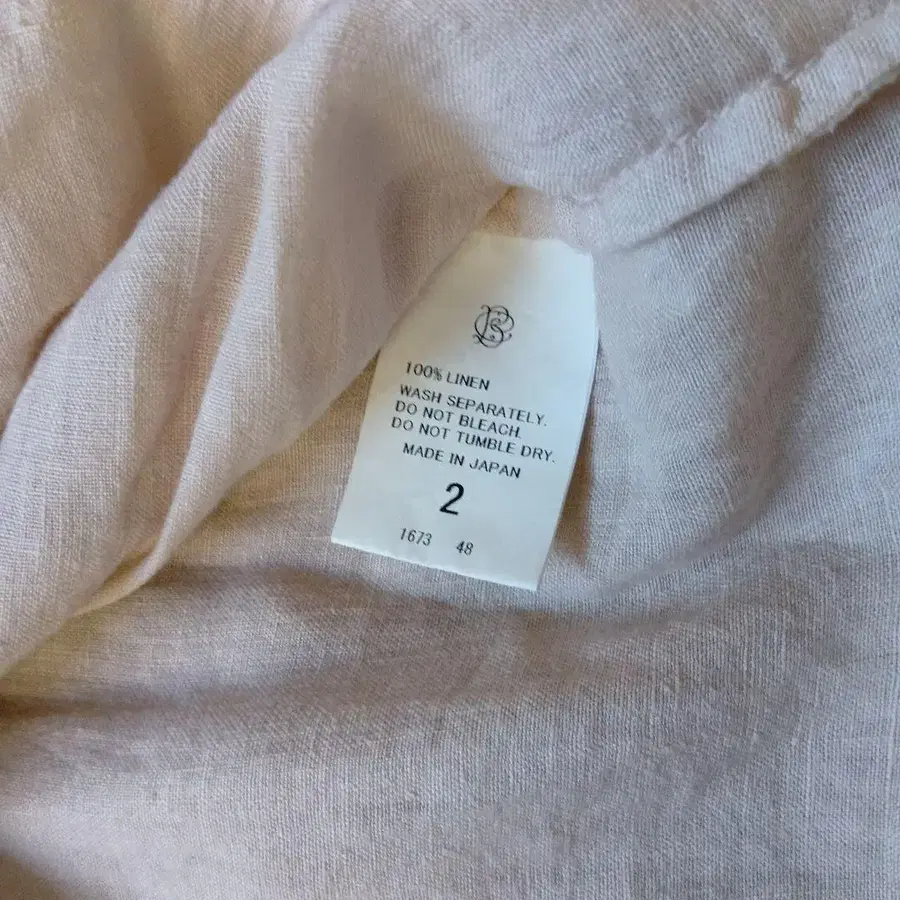 100% LINEN
WASH SEPARATELY.
DO NOT BLEACH.
DO NOT TUMBLE DRY.
MADE IN JAPAN
2
1673 48